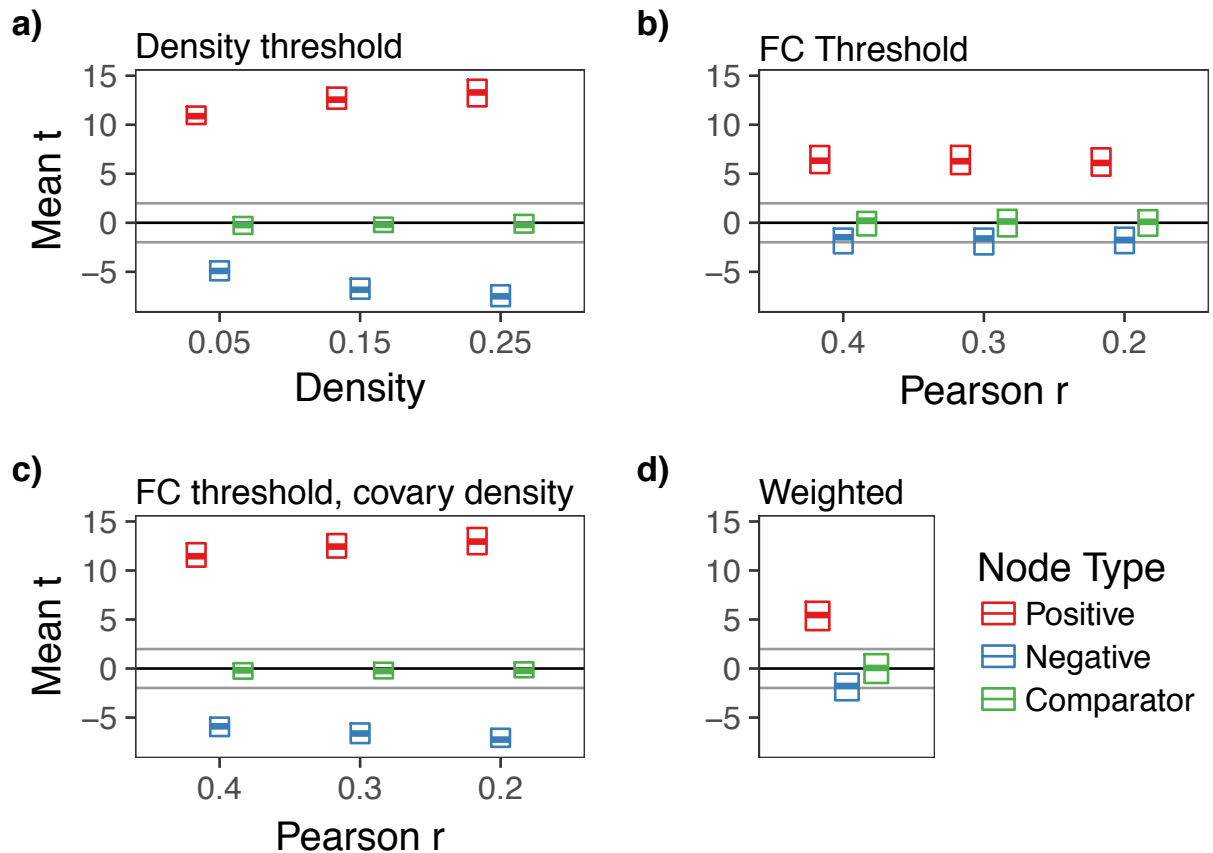 a)
Density threshold
15
10
5
0
−5
Mean t
0.05 0.15 0.25
Density
b)
FC Threshold
15
10
5
0
−5
0.4 0.3 0.2
Pearson r
c)
FC threshold, covary density
15
10
5
0
−5
Mean t
0.4 0.3 0.2
Pearson r
d)
Weighted
15
10
5
0
−5
Node Type
Positive
Negative
Comparator